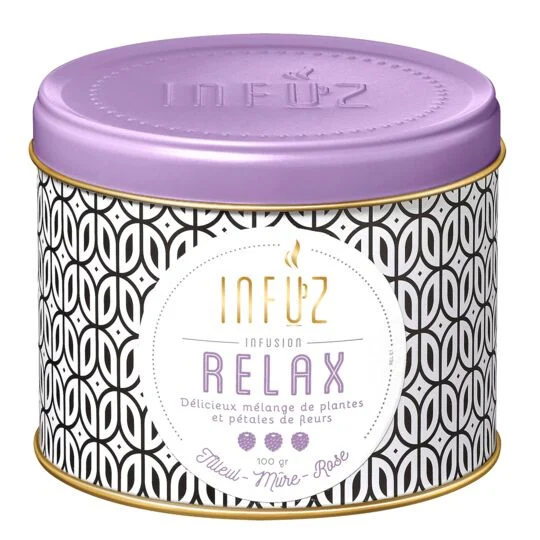 INFUZ
INFUZ
INFUSION
RELAX
Délicieux mélange de plantes
et pétales de fleurs
100 gr
Tilleul - Mûre - Rose